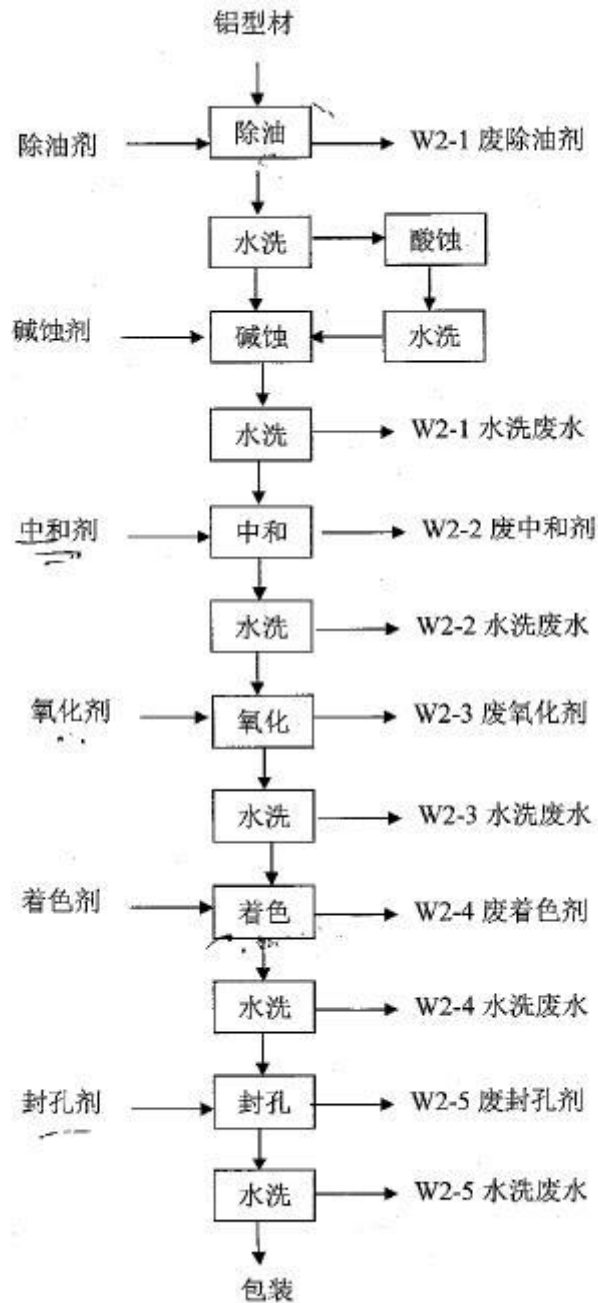 铝型材
除油剂
除油
W2-1 废除油剂
水洗
酸蚀
碱蚀剂
碱蚀
水洗
水洗
W2-1 水洗废水
中和剂
中和
W2-2 废中和剂
水洗
W2-2 水洗废水
氧化剂
氧化
W2-3 废氧化剂
水洗
W2-3 水洗废水
着色剂
着色
W2-4 废着色剂
水洗
W2-4 水洗废水
封孔剂
封孔
W2-5 废封孔剂
水洗
W2-5 水洗废水
包装